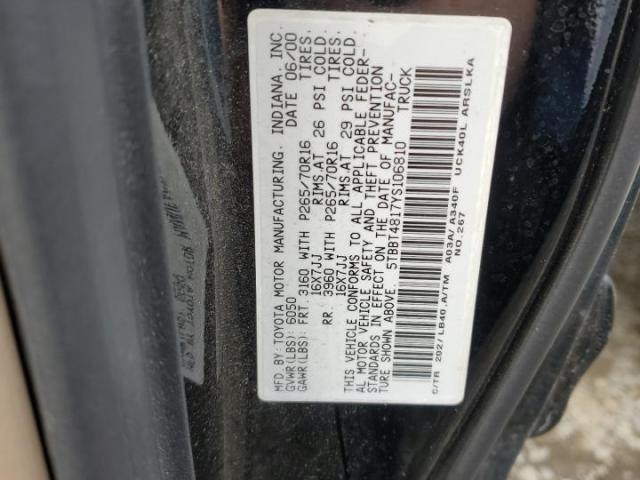 MFD. BY: TOYOTA MOTOR MANUFACTURING, INDIANA, INC.
GVWR(LBS): 6050 DATE 06/00
GAWR(LBS): FRT. 3160 WITH P265/70R16 TIRES,
16X7JJ RIMS,AT 26 PSI COLD.
RR. 3960 WITH P265/70R16 TIRES,
16X7JJ RIMS,AT 29 PSI COLD.
THIS VEHICLE CONFORMS TO ALL APPLICABLE FEDER-
AL MOTOR VEHICLE SAFETY AND THEFT PREVENTION
STANDARDS IN EFFECT ON THE DATE OF MANUFAC-
TURE SHOWN ABOVE. 5TBBT4817YS106810 TRUCK
C/TR 202/ LB40 A/TM A03A/ A340F UCK40L ARSLKA
NO.267